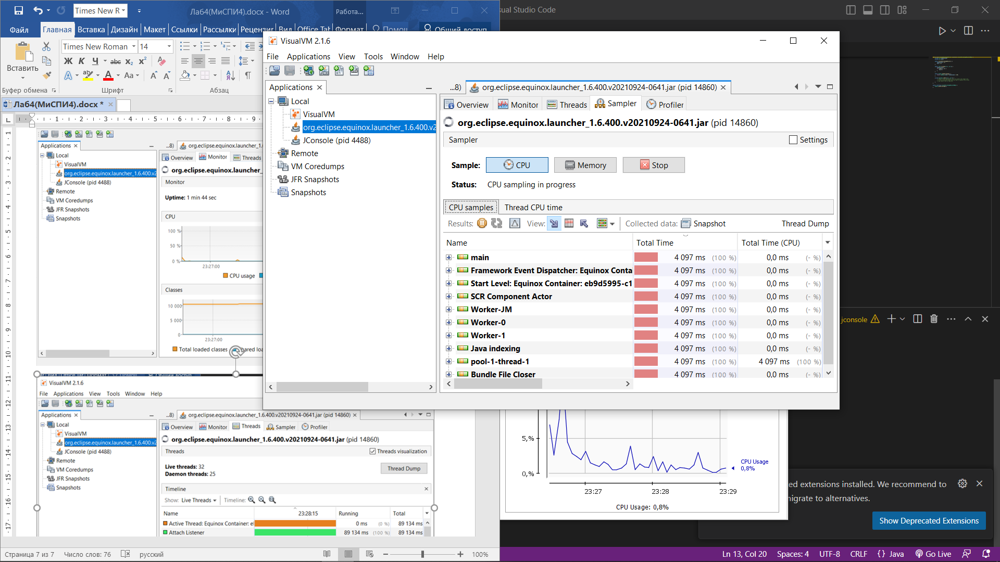 Times New R
Лаб4(МиСПИ4).docx - Word
Работа...
Файл
Главная
Вставка
Дизайн
Макет
Ссылки
Рассылки
Рецензир
Вид
Office Tab
Формат
Помощ
Общий доступ
Вставить
Times New Roman
14
Ж К Ч abc x₂ x²
Aa
Буфер обмена
Шрифт
Абзац
Лаб4(МиСПИ4).docx *
1 1 2 3 4 5 6 7 8 9
Applications
Local
VisualVM
org.eclipse.equinox.launcher_1.6.400.v2
JConsole (pid 4488)
Remote
VM Coredumps
JFR Snapshots
Snapshots
...8)
org.eclipse.equinox.launcher_1.
Overview
Monitor
Threads
org.eclipse.equinox.launcher_
Monitor
Uptime: 1 min 44 sec
CPU
100 %
50 %
0 %
23:27:00
CPU usage
Classes
10 000
5 000
0
23:27:00
Total loaded classes
VisualVM 2.1.6
File Applications View Tools Window Help
Applications
Local
VisualVM
org.eclipse.equinox.launcher_1.6.400.v2
JConsole (pid 4488)
Remote
VM Coredumps
JFR Snapshots
Snapshots
...8)
org.eclipse.equinox.launcher_1.6.400.v20210924-0641.jar (pid 14860)
Overview
Monitor
Threads
Sampler
Profiler
org.eclipse.equinox.launcher_1.6.400.v20210924-0641.jar (pid 14860)
Threads
Threads visualization
Live threads: 32
Daemon threads: 25
Thread Dump
Timeline
Show: Live Threads
Timeline:
Name 23:28:15 Running Total
Active Thread: Equinox Container: el 0 ms (0 %) 89 134 ms
Attach Listener 89 134 ms (100 %) 89 134 ms
Страница 7 из 7
Число слов: 76
русский
100%
VisualVM 2.1.6
File Applications View Tools Window Help
Applications
Local
VisualVM
org.eclipse.equinox.launcher_1.6.400.v2
JConsole (pid 4488)
Remote
VM Coredumps
JFR Snapshots
Snapshots
...8)
org.eclipse.equinox.launcher_1.6.400.v20210924-0641.jar (pid 14860)
Overview
Monitor
Threads
Sampler
Profiler
org.eclipse.equinox.launcher_1.6.400.v20210924-0641.jar (pid 14860)
Sampler
Settings
Sample: CPU Memory Stop
Status: CPU sampling in progress
CPU samples
Thread CPU time
Results:
View:
Collected data:
Snapshot
Thread Dump
Name Total Time Total Time (CPU)
main 4 097 ms (100 %) 0,0 ms (- %)
Framework Event Dispatcher: Equinox Conta 4 097 ms (100 %) 0,0 ms (- %)
Start Level: Equinox Container: eb9d5995-c1 4 097 ms (100 %) 0,0 ms (- %)
SCR Component Actor 4 097 ms (100 %) 0,0 ms (- %)
Worker-JM 4 097 ms (100 %) 0,0 ms (- %)
Worker-0 4 097 ms (100 %) 0,0 ms (- %)
Worker-1 4 097 ms (100 %) 0,0 ms (- %)
Java indexing 4 097 ms (100 %) 0,0 ms (- %)
pool-1-thread-1 4 097 ms (100 %) 4 097 ms (100 %)
Bundle File Closer 4 097 ms (100 %) 0,0 ms (- %)
5,%
0,%
23:27
23:28
23:29
CPU Usage
0,8%
CPU Usage: 0,8%
sual Studio Code
jconsole
ed extensions installed. We recommend to
migrate to alternatives.
Show Deprecated Extensions
Ln 13, Col 20
Spaces: 4
UTF-8
CRLF
{} Java
Go Live